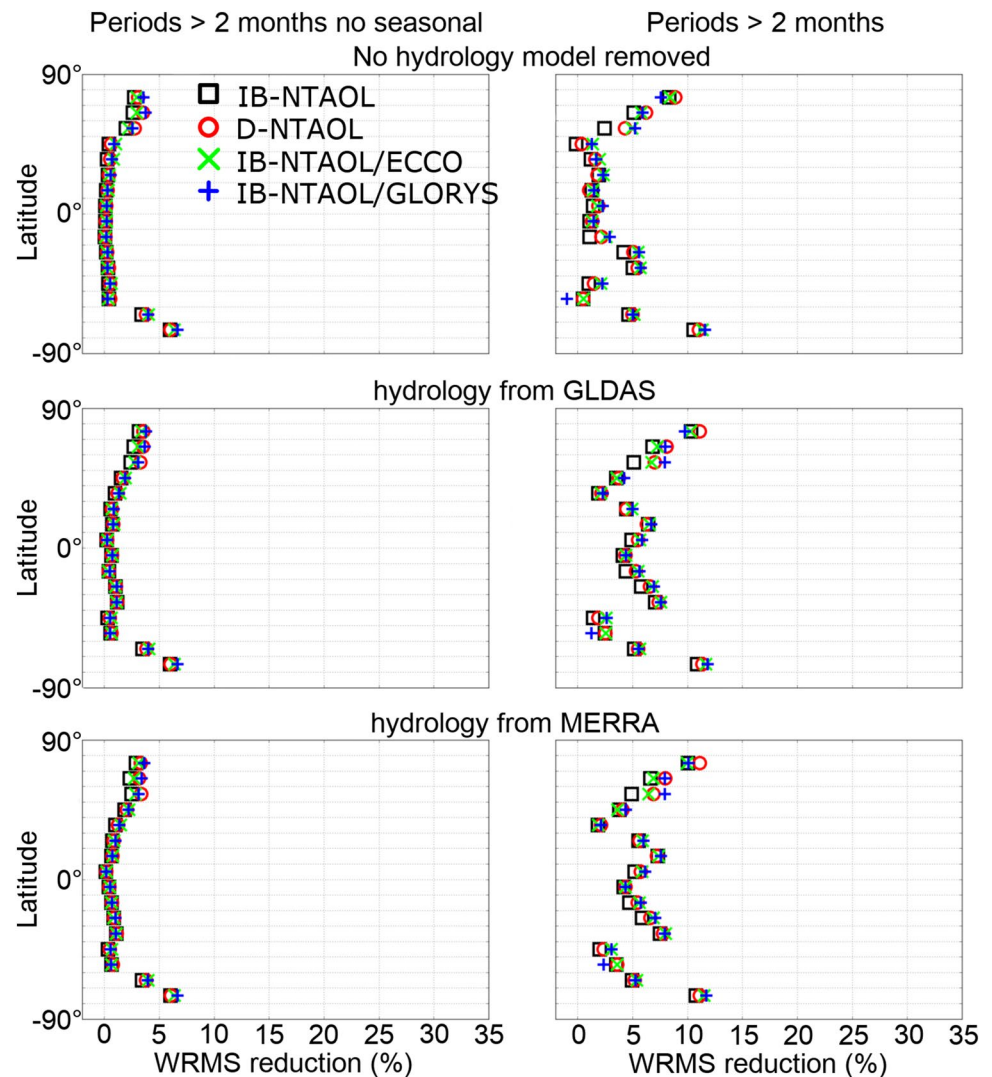 Periods > 2 months no seasonal
Periods > 2 months
No hydrology model removed
90°
0°
-90°
Latitude
IB-NTAOL
D-NTAOL
IB-NTAOL/ECCO
IB-NTAOL/GLORYS
hydrology from GLDAS
90°
0°
-90°
Latitude
hydrology from MERRA
90°
0°
-90°
Latitude
0 5 10 15 20 25 30 35
0 5 10 15 20 25 30 35
WRMS reduction (%)
WRMS reduction (%)